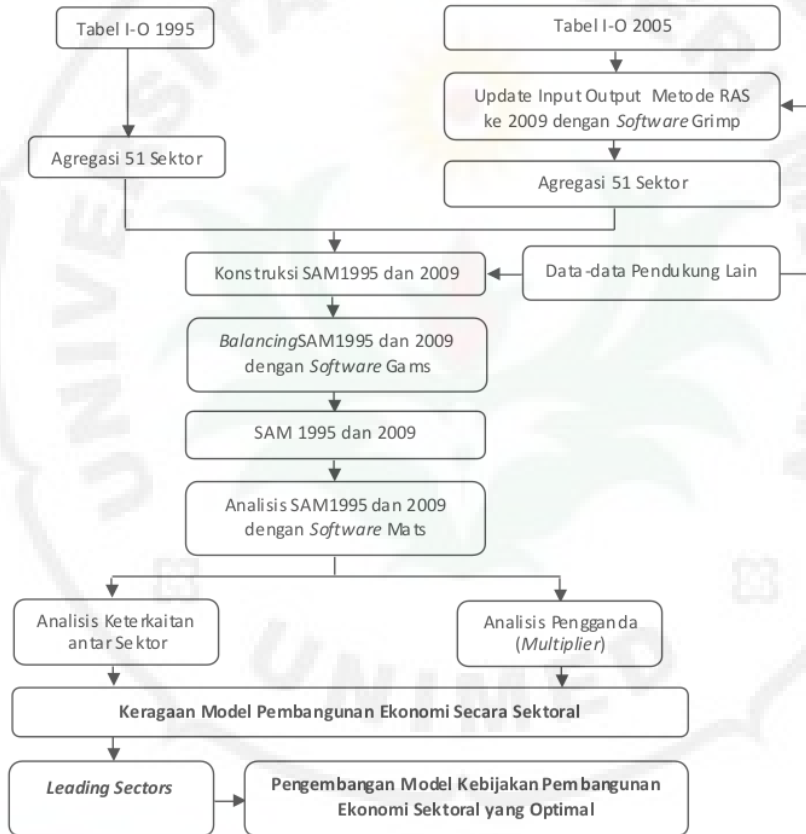 Tabel I-O 1995
Tabel I-O 2005
Update Input Output Metode RAS
ke 2009 dengan Software Grimp
Agregasi 51 Sektor
Agregasi 51 Sektor
Konstruksi SAM1995 dan 2009
Data-data Pendukung Lain
BalancingSAM1995 dan 2009
dengan Software Gams
SAM 1995 dan 2009
Analisis SAM1995 dan 2009
dengan Software Mats
Analisis Keterkaitan
antar Sektor
Analisis Pengganda
(Multiplier)
UNIMED
Keragaan Model Pembangunan Ekonomi Secara Sektoral
Leading Sectors
Pengembangan Model Kebijakan Pembangunan
Ekonomi Sektoral yang Optimal